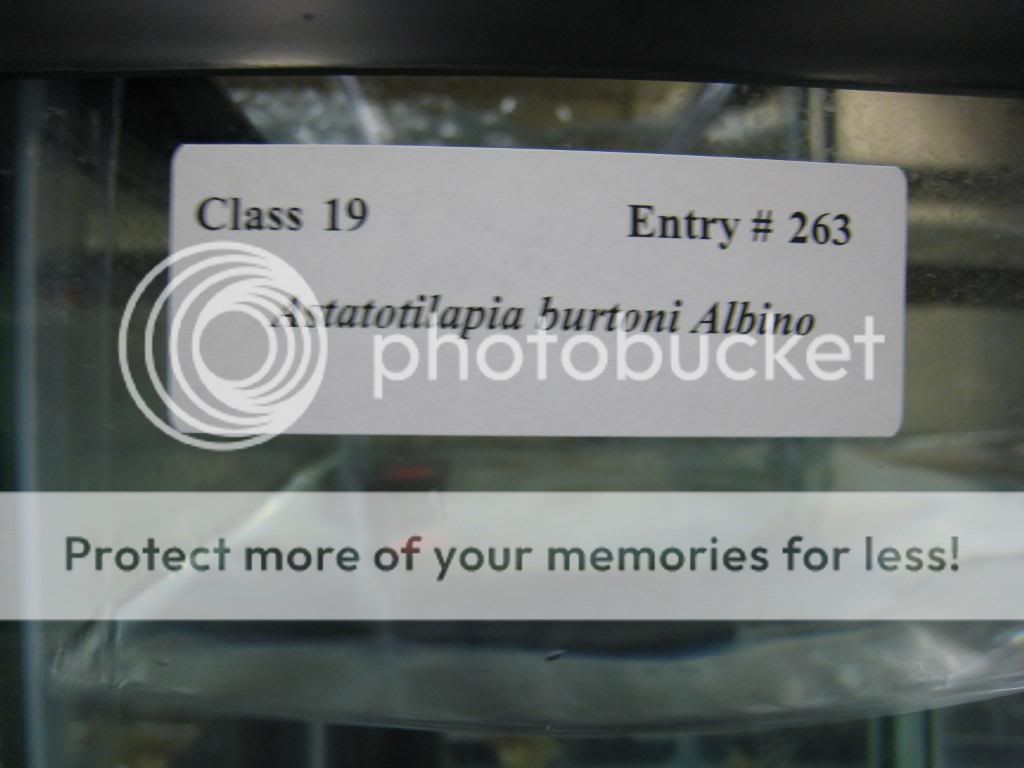 Class 19 Entry # 263
Astatotilapia burtoni Albino
photobucket
Protect more of your memories for less!